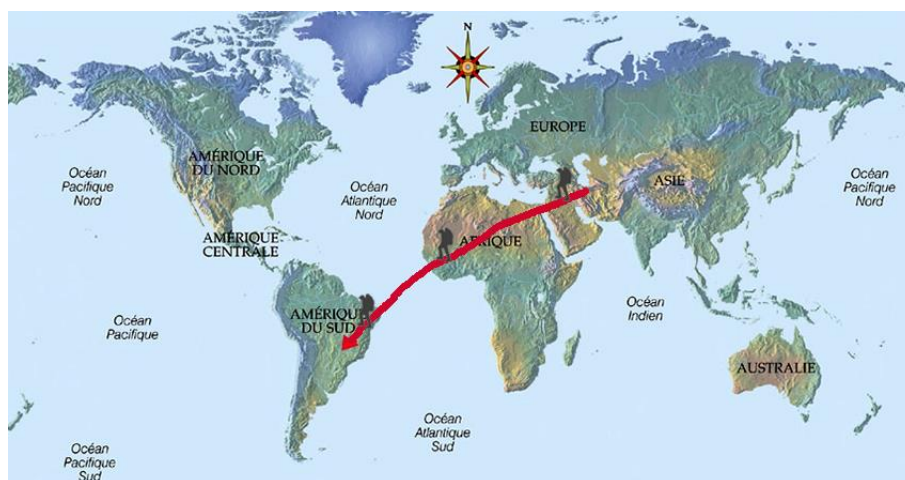 N
EUROPE
AMÉRIQUE
DU NORD
ASIE
Océan
Pacifique
Nord
Océan
Atlantique
Nord
Océan
Pacifique
Nord
AMÉRIQUE
CENTRALE
AFRIQUE
AMÉRIQUE
DU SUD
Océan
Pacifique
Océan
Indien
AUSTRALIE
Océan
Atlantique
Sud
Océan
Pacifique
Sud